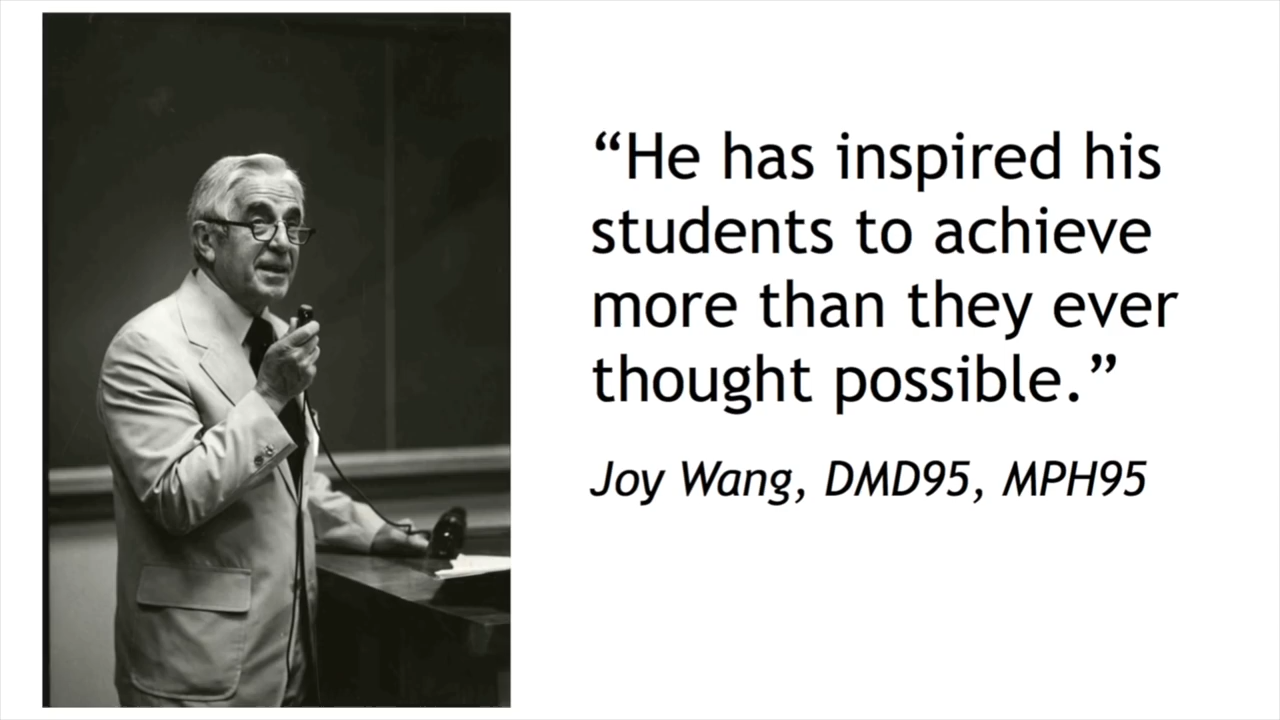 “He has inspired his
students to achieve
more than they ever
thought possible.”
Joy Wang, DMD95, MPH95